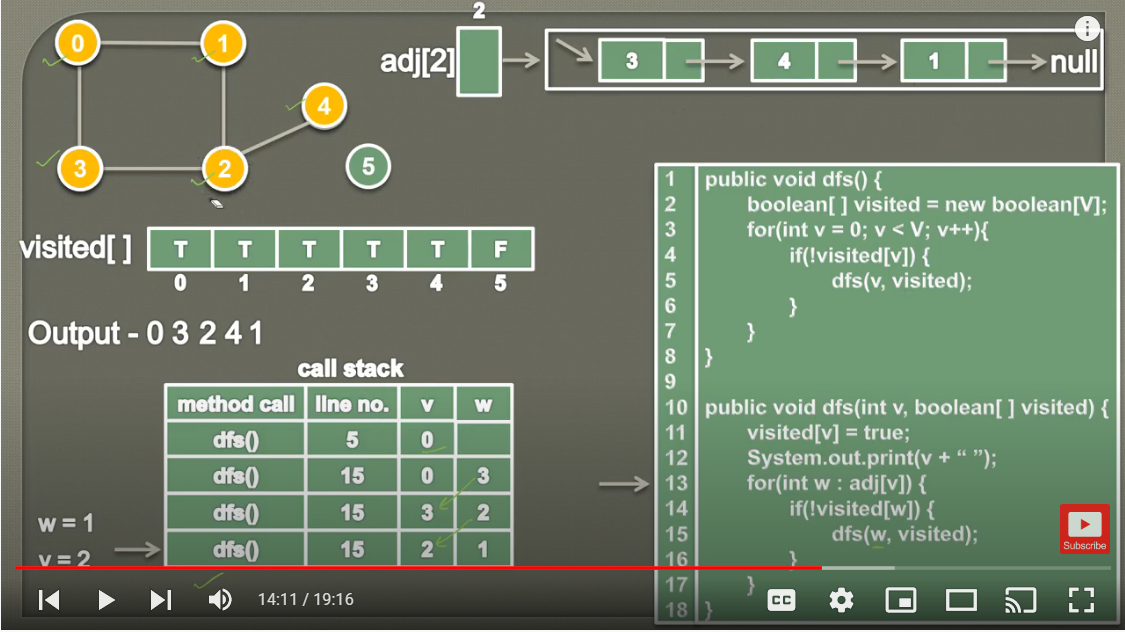 2
0 1
adj[2] 3 4 1 null
4
3 2 5
visited[ ] T T T T T F
0 1 2 3 4 5
Output - 0 3 2 4 1
call stack
method call line no. v w
dfs() 5 0
dfs() 15 0 3
dfs() 15 3 2
dfs() 15 2 1
w = 1
v = 2
1 public void dfs() {
2 boolean[ ] visited = new boolean[V];
3 for(int v = 0; v < V; v++){
4 if(!visited[v]) {
5 dfs(v, visited);
6 }
7 }
8 }
9
10 public void dfs(int v, boolean[ ] visited) {
11 visited[v] = true;
12 System.out.print(v + “ ”);
13 for(int w : adj[v]) {
14 if(!visited[w]) {
15 dfs(w, visited);
16 }
17 }
18 }
Subscribe
14:11 / 19:16
CC